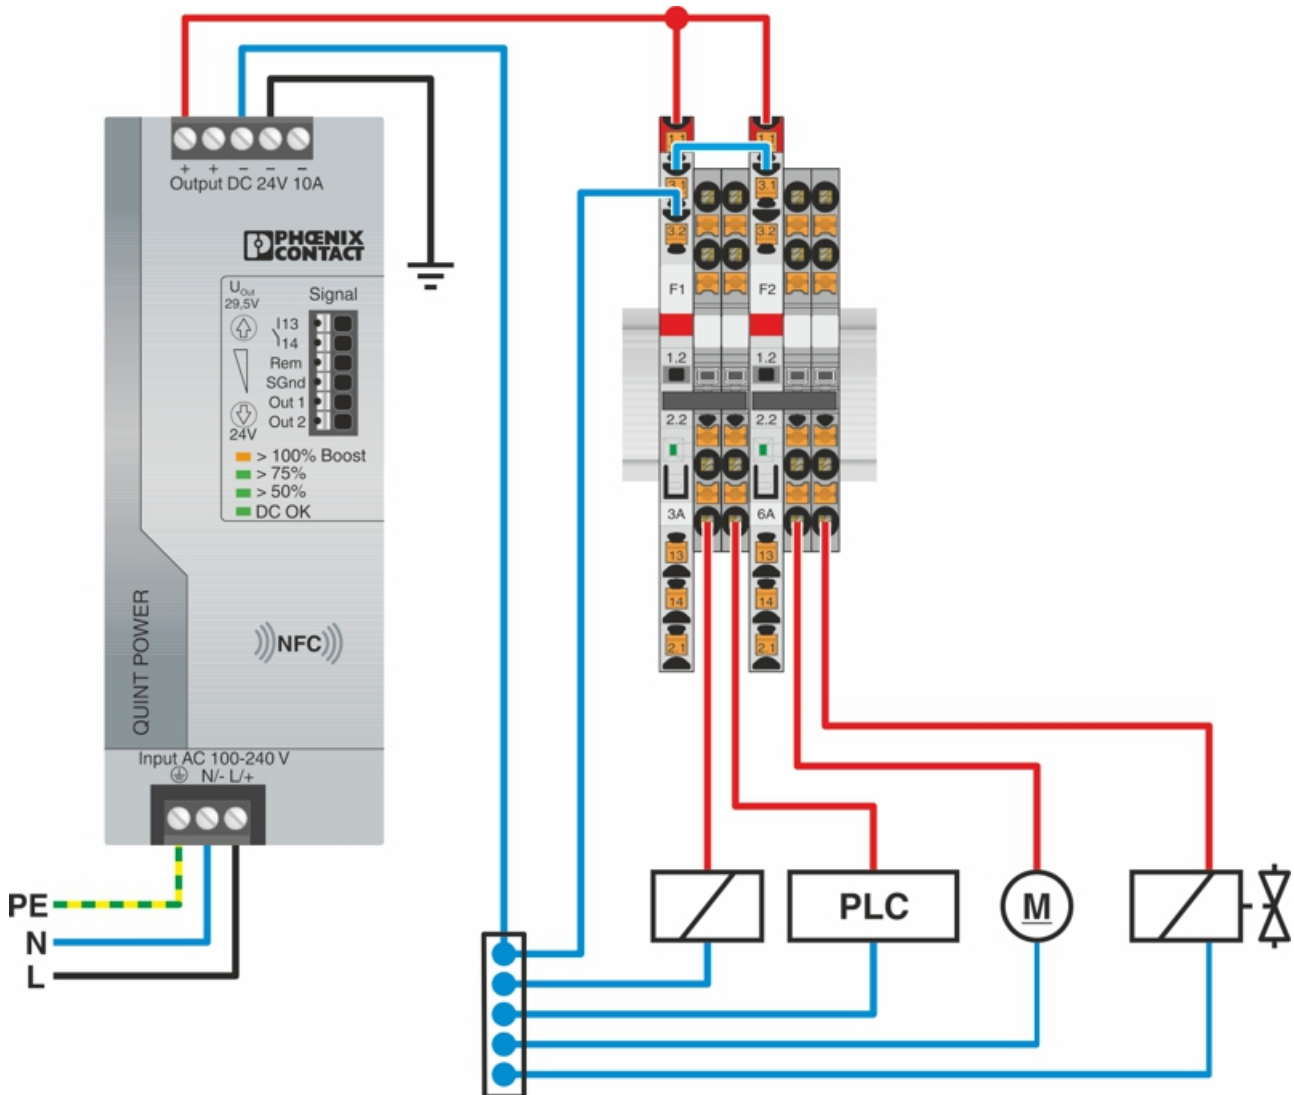 + + - - -
Output DC 24V 10A
PHŒNIX
CONTACT
UOut
29,5V
Signal
13
14
Rem
SGnd
Out 1
Out 2
24V
> 100% Boost
> 75%
> 50%
DC OK
NFC
QUINT POWER
Input AC 100-240 V
N/- L/+
PE
N
L
1.1
3.1
3.2
F1
1.2
2.2
3A
13
14
2.1
1.1
3.1
3.2
F2
1.2
2.2
6A
13
14
2.1
PLC
M